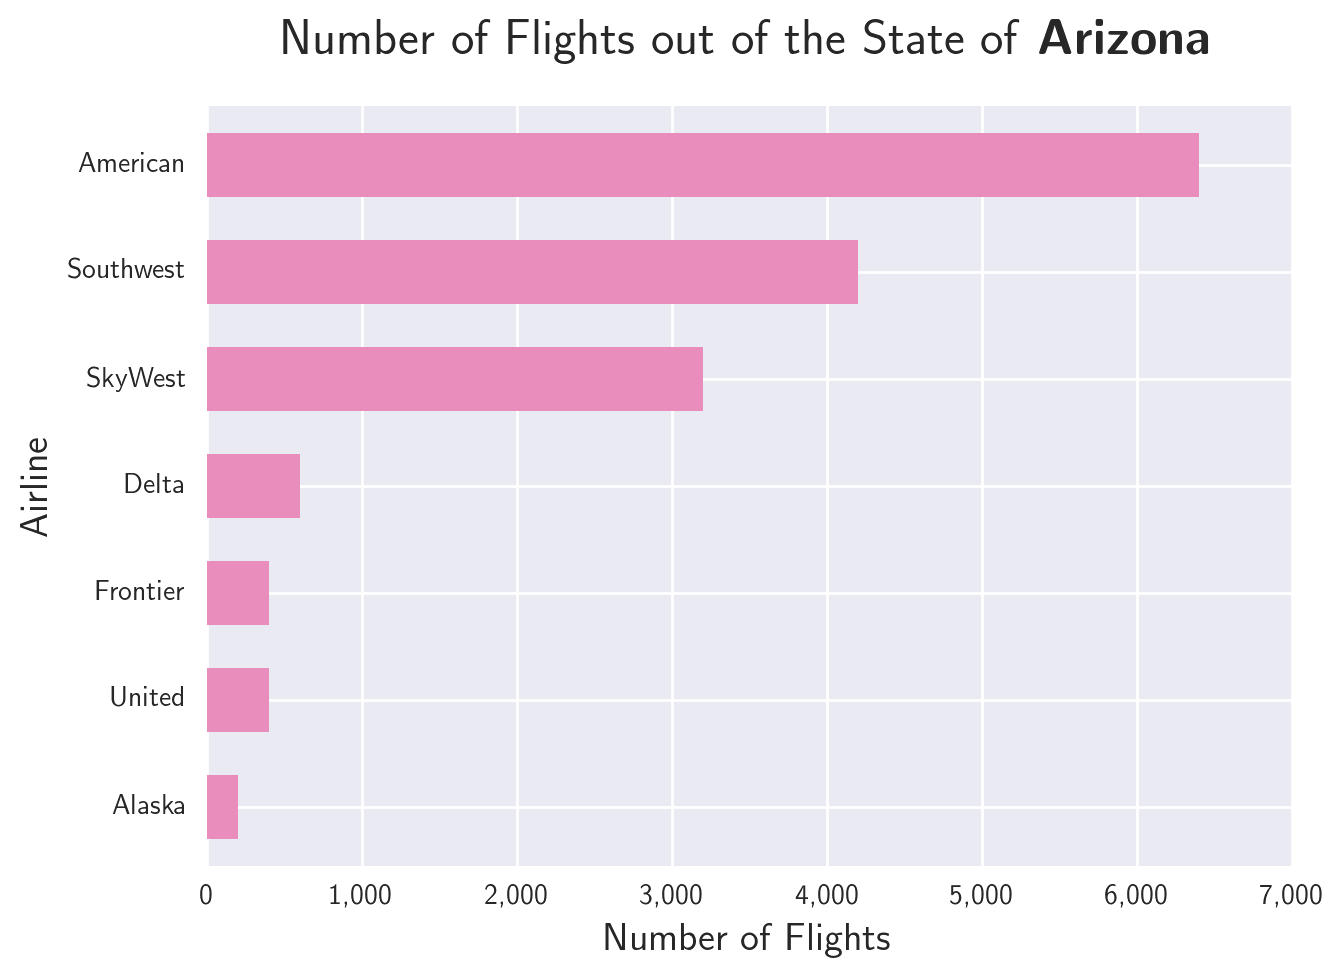 Number of Flights out of the State of Arizona
American
Southwest
SkyWest
Delta
Frontier
United
Alaska
Airline
0 1,000 2,000 3,000 4,000 5,000 6,000 7,000
Number of Flights